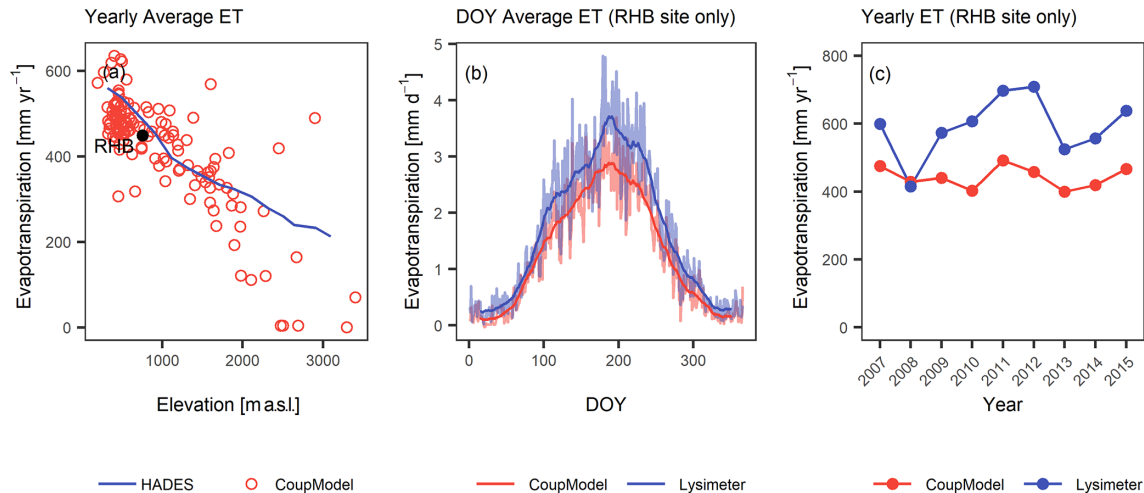 Yearly Average ET
DOY Average ET (RHB site only)
Yearly ET (RHB site only)
Evapotranspiration [mm yr⁻¹]
600
400
200
0
(a)
RHB
1000
2000
3000
Elevation [m a.s.l.]
Evapotranspiration [mm d⁻¹]
5
4
3
2
1
0
(b)
0
100
200
300
DOY
Evapotranspiration [mm yr⁻¹]
800
600
400
200
0
(c)
2007
2008
2009
2010
2011
2012
2013
2014
2015
Year
HADES
CoupModel
CoupModel
Lysimeter
CoupModel
Lysimeter